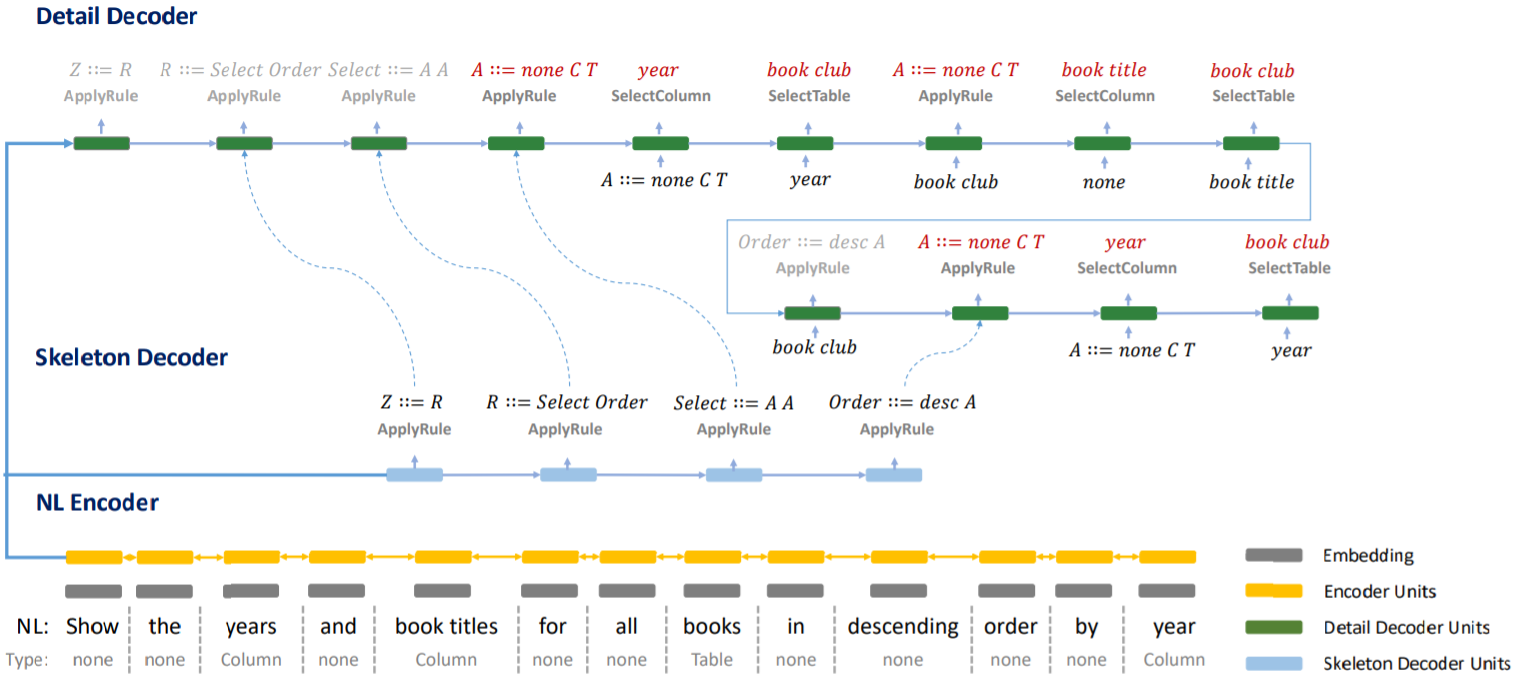 Detail Decoder
Z ::= R R ::= Select Order Select ::= A A A ::= none C T year book club A ::= none C T book title book club
ApplyRule ApplyRule ApplyRule ApplyRule SelectColumn SelectTable ApplyRule SelectColumn SelectTable
A ::= none C T year book club none book title
Order ::= desc A A ::= none C T year book club
ApplyRule ApplyRule SelectColumn SelectTable
book club A ::= none C T year
Skeleton Decoder
Z ::= R R ::= Select Order Select ::= A A Order ::= desc A
ApplyRule ApplyRule ApplyRule ApplyRule
NL Encoder
Embedding
Encoder Units
Detail Decoder Units
Skeleton Decoder Units
NL: Show the years and book titles for all books in descending order by year
Type: none none Column none Column none none Table none none none none Column